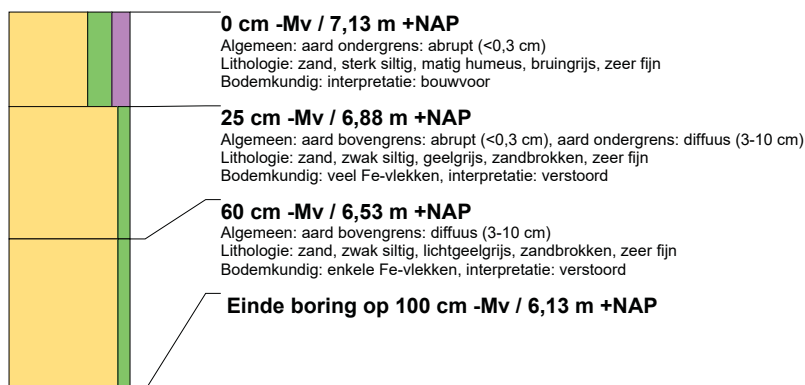 0 cm -Mv / 7,13 m +NAP
Algemeen: aard ondergrens: abrupt (<0,3 cm)
Lithologie: zand, sterk siltig, matig humeus, bruingrijs, zeer fijn
Bodemkundig: interpretatie: bouwvoor
25 cm -Mv / 6,88 m +NAP
Algemeen: aard bovengrens: abrupt (<0,3 cm), aard ondergrens: diffuus (3-10 cm)
Lithologie: zand, zwak siltig, geelgrijs, zandbrokken, zeer fijn
Bodemkundig: veel Fe-vlekken, interpretatie: verstoord
60 cm -Mv / 6,53 m +NAP
Algemeen: aard bovengrens: diffuus (3-10 cm)
Lithologie: zand, zwak siltig, lichtgeelgrijs, zandbrokken, zeer fijn
Bodemkundig: enkele Fe-vlekken, interpretatie: verstoord
Einde boring op 100 cm -Mv / 6,13 m +NAP